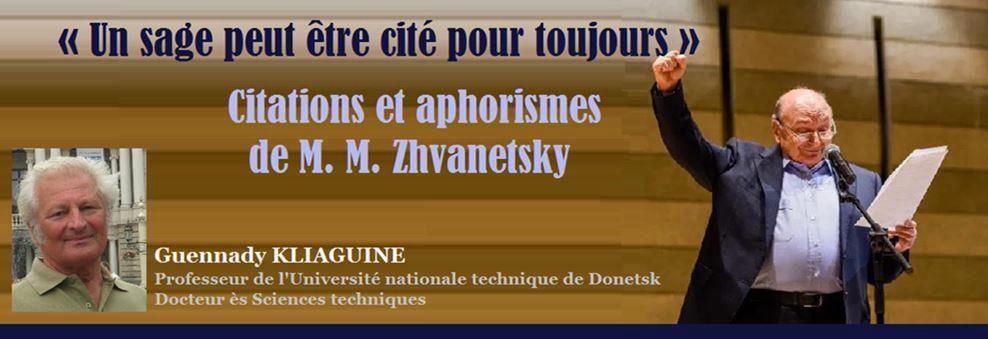 « Un sage peut être cité pour toujours »
Citations et aphorismes
de M. M. Zhvanetsky
Guennady KLIAGUINE
Professeur de l'Université nationale technique de Donetsk
Docteur ès Sciences techniques